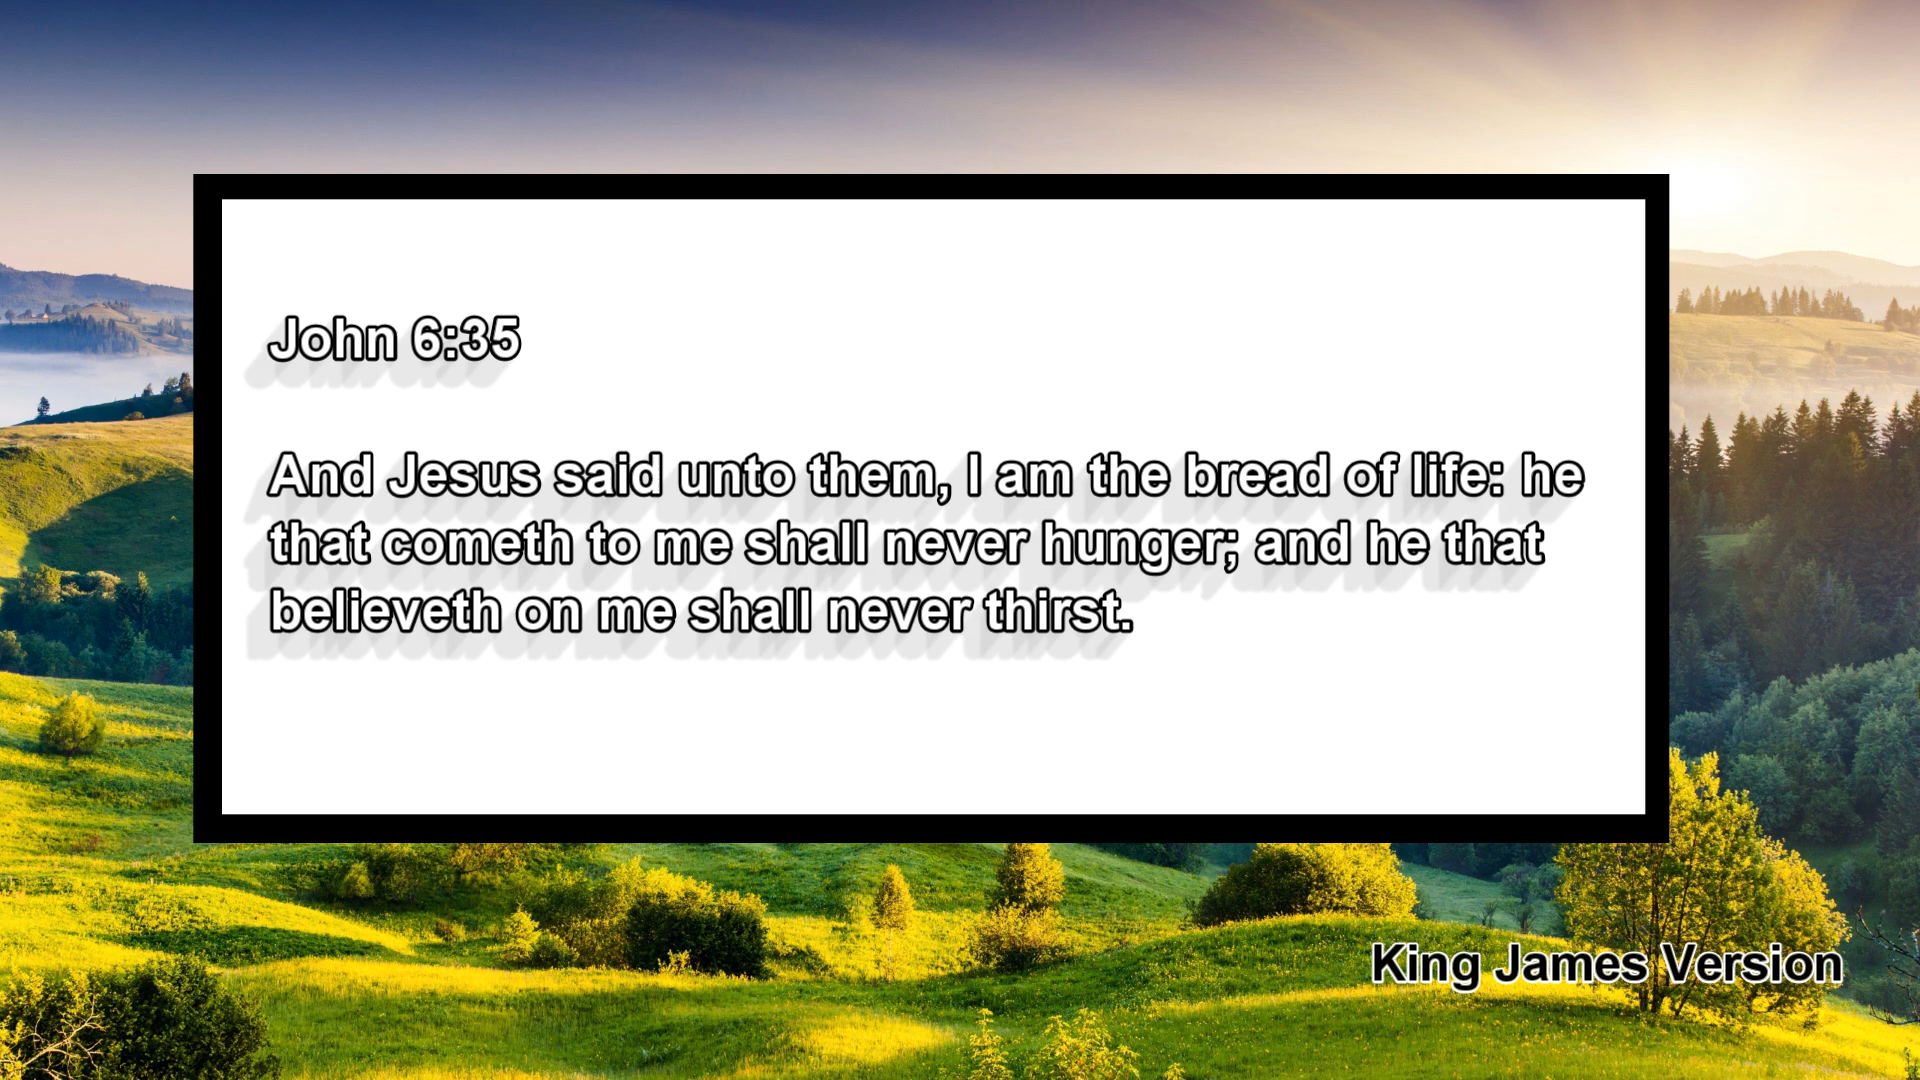 John 6:35
And Jesus said unto them, I am the bread of life: he
that cometh to me shall never hunger; and he that
believeth on me shall never thirst.
King James Version